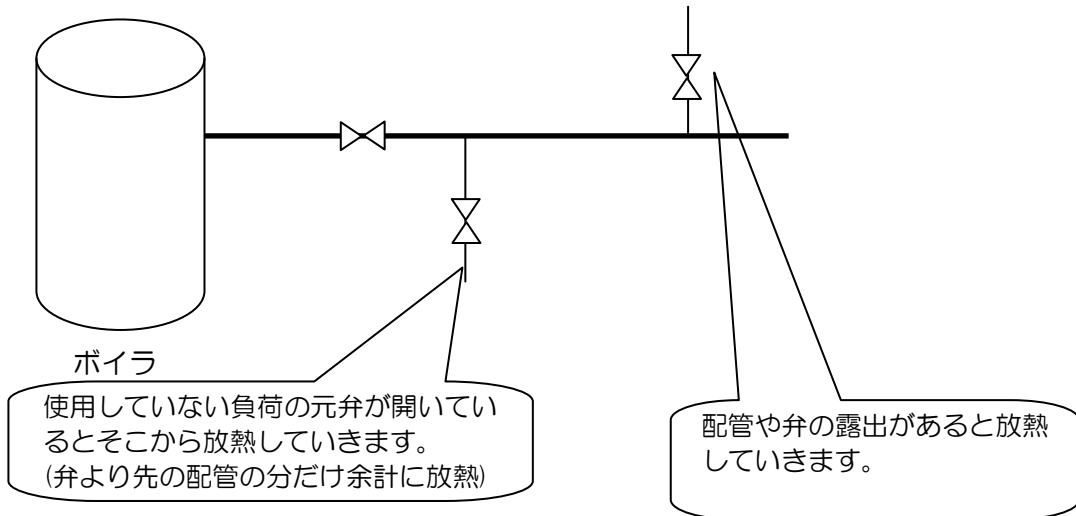 ボイラ
使用していない負荷の元弁が開いてい
るとそこから放熱していきます。
(弁より先の配管の分だけ余計に放熱)
配管や弁の露出があると放熱
していきます。